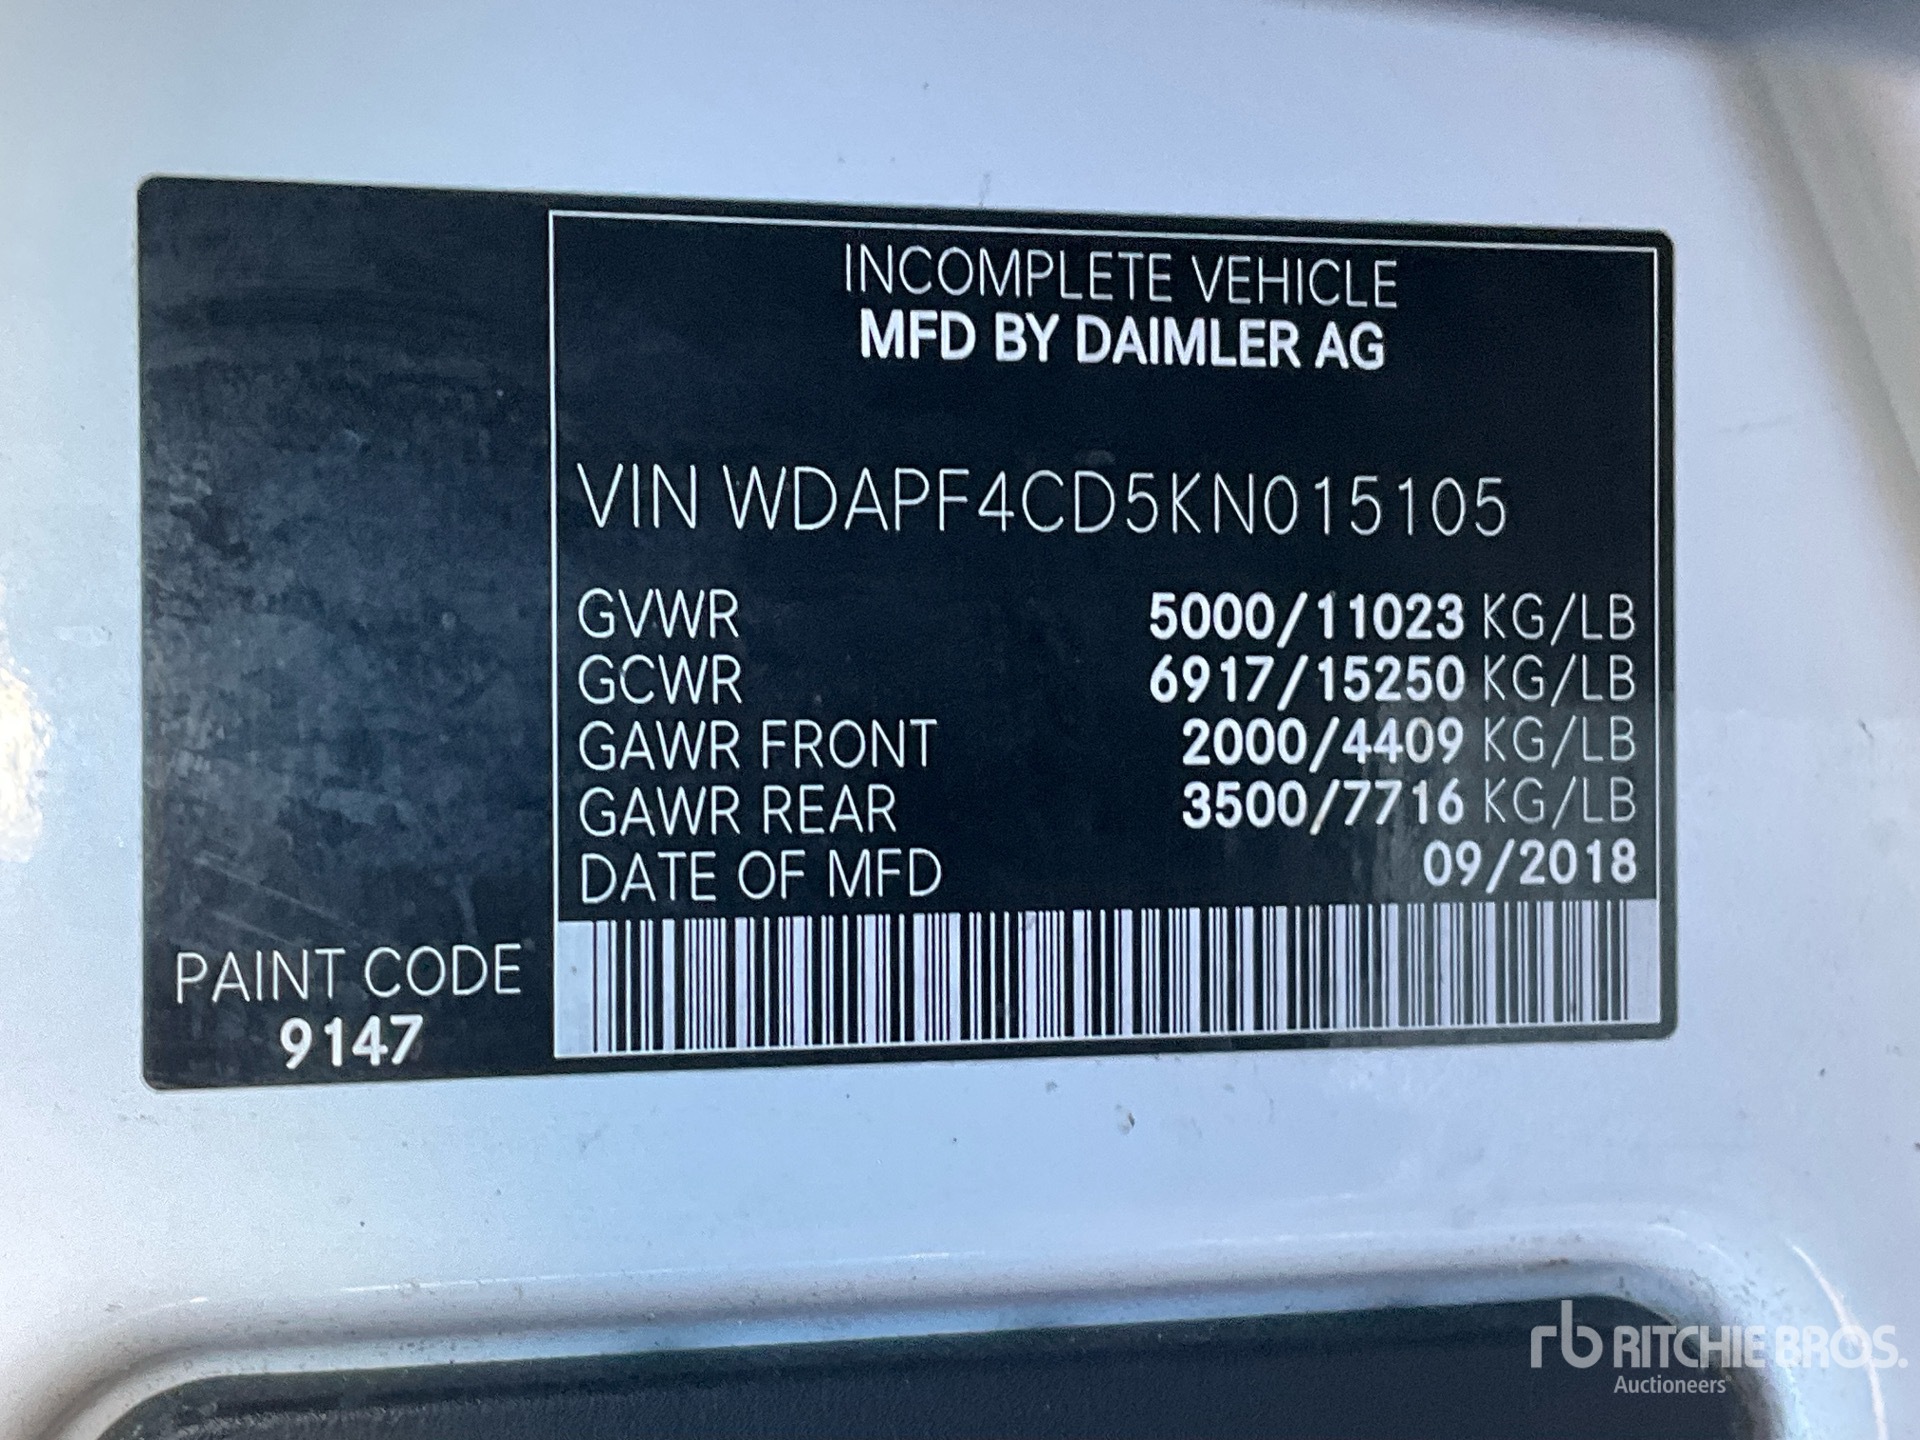 INCOMPLETE VEHICLE
MFD BY DAIMLER AG
VIN WDAPF4CD5KN015105
GVWR 5000/11023 KG/LB
GCWR 6917/15250 KG/LB
GAWR FRONT 2000/4409 KG/LB
GAWR REAR 3500/7716 KG/LB
DATE OF MFD 09/2018
PAINT CODE
9147
rb RITCHIE BROS.
Auctioneers